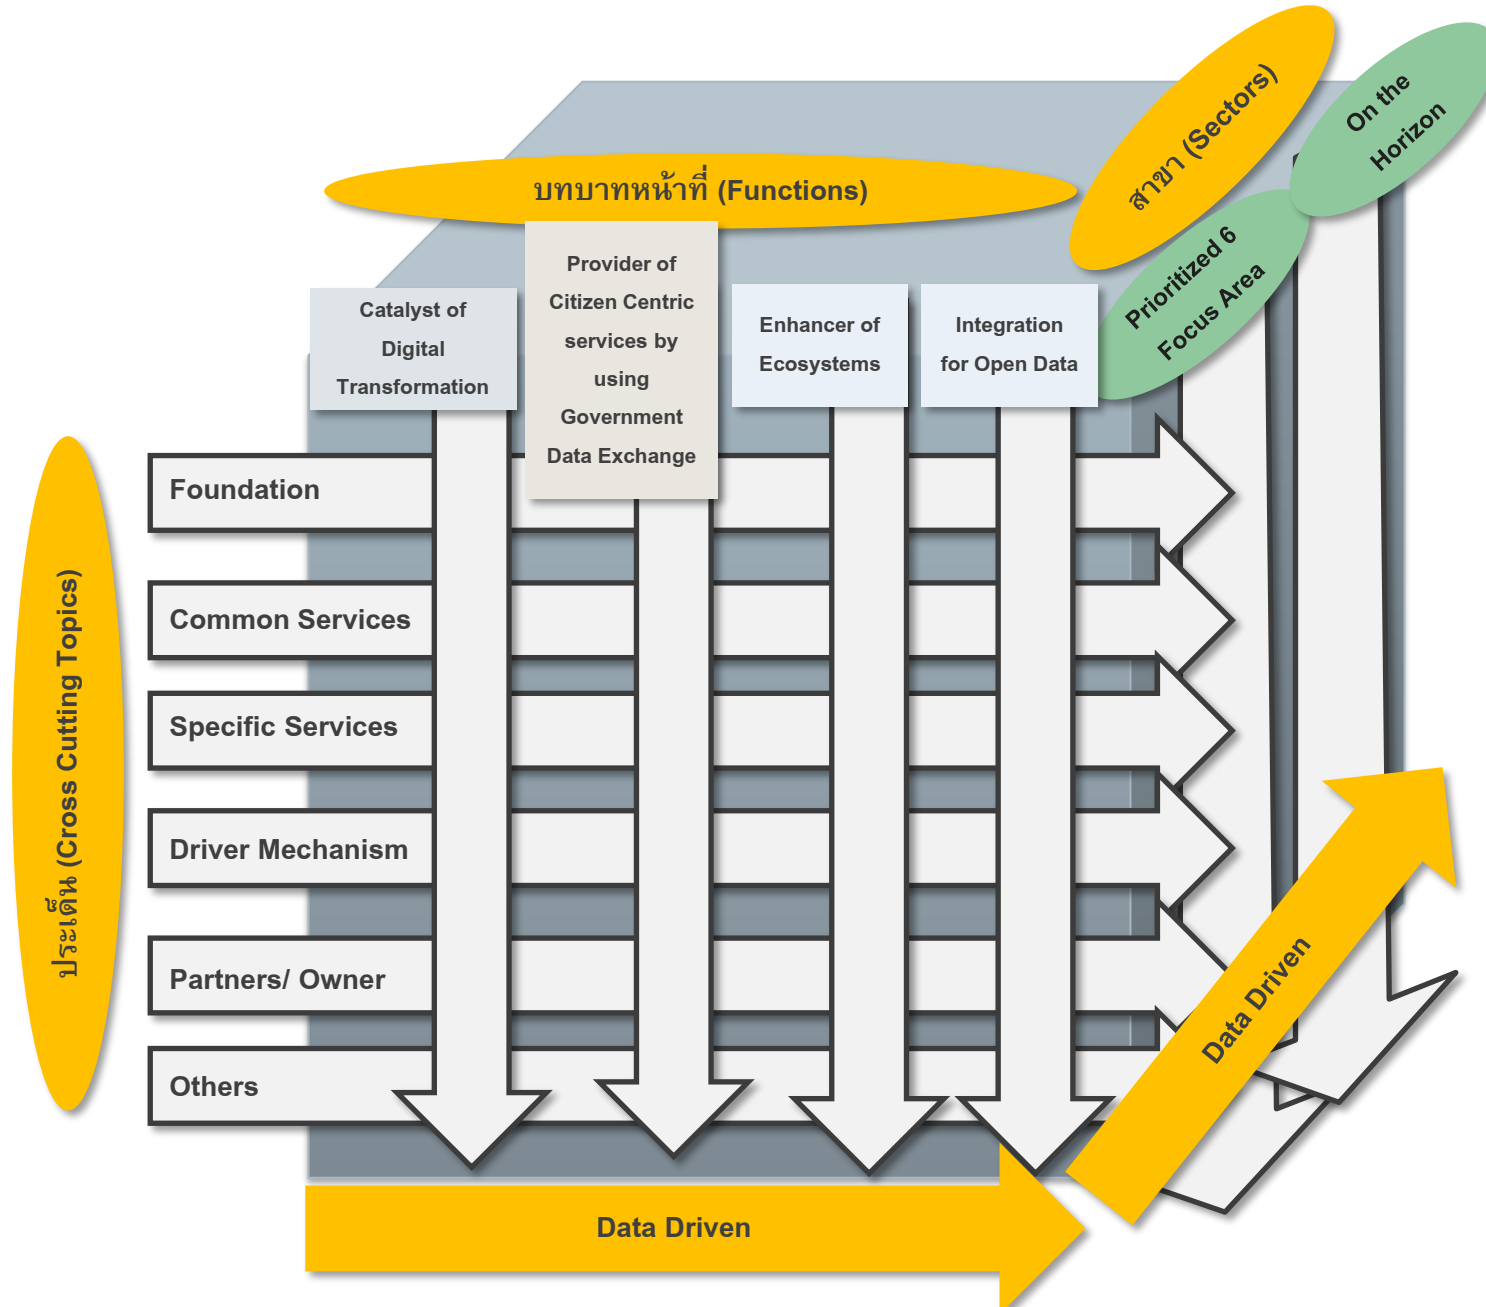 On the
Horizon
สาขา (Sectors)
บทบาทหน้าที่ (Functions)
Prioritized 6
Focus Area
Catalyst of
Digital
Transformation
Provider of
Citizen Centric
services by
using
Government
Data Exchange
Enhancer of
Ecosystems
Integration
for Open Data
ประเด็น (Cross Cutting Topics)
Foundation
Common Services
Specific Services
Driver Mechanism
Partners/ Owner
Others
Data Driven
Data Driven